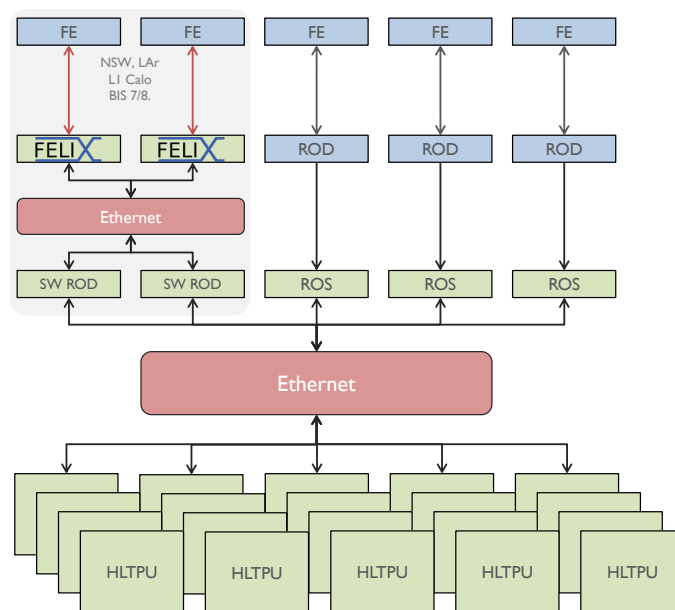 FE
FE
FE
FE
FE
NSW, LAr
L1 Calo
BIS 7/8.
FELIX
FELIX
ROD
ROD
ROD
Ethernet
SW ROD
SW ROD
ROS
ROS
ROS
Ethernet
HLTPU
HLTPU
HLTPU
HLTPU
HLTPU